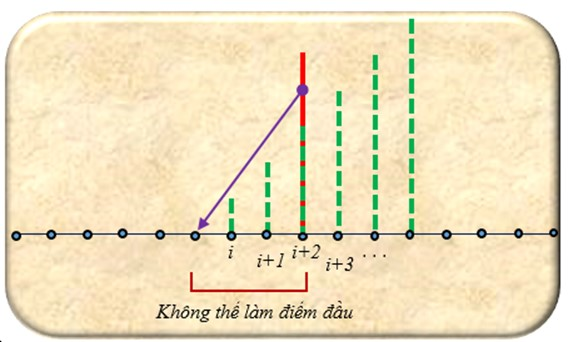 i i+1 i+2 i+3 ...
Không thể làm điểm đầu